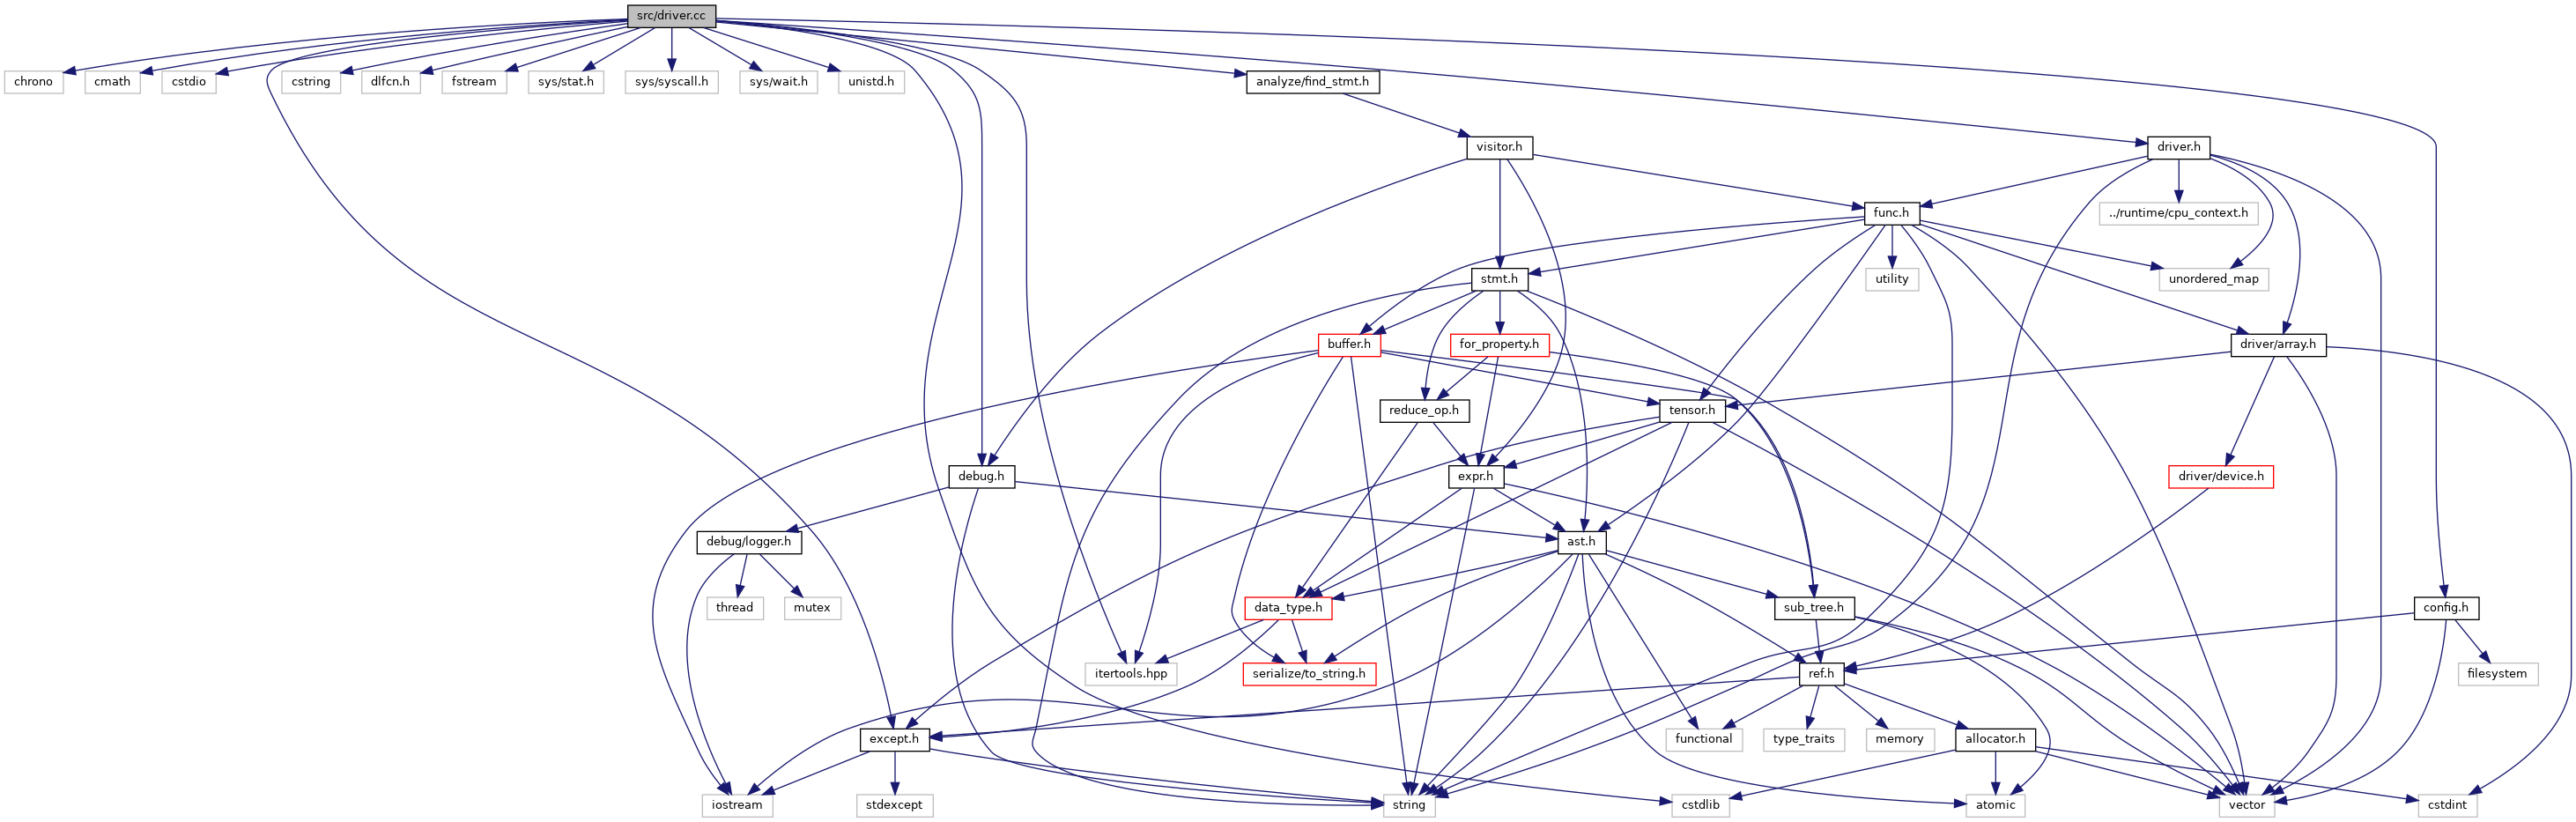 src/driver.cc
chrono
cmath
cstdio
cstring
dlfcn.h
fstream
sys/stat.h
sys/syscall.h
sys/wait.h
unistd.h
analyze/find_stmt.h
visitor.h
driver.h
func.h
../runtime/cpu_context.h
stmt.h
utility
unordered_map
buffer.h
for_property.h
driver/array.h
reduce_op.h
tensor.h
debug.h
expr.h
driver/device.h
debug/logger.h
ast.h
thread
mutex
data_type.h
sub_tree.h
config.h
itertools.hpp
serialize/to_string.h
ref.h
filesystem
except.h
functional
type_traits
memory
allocator.h
iostream
stdexcept
string
cstdlib
atomic
vector
cstdint